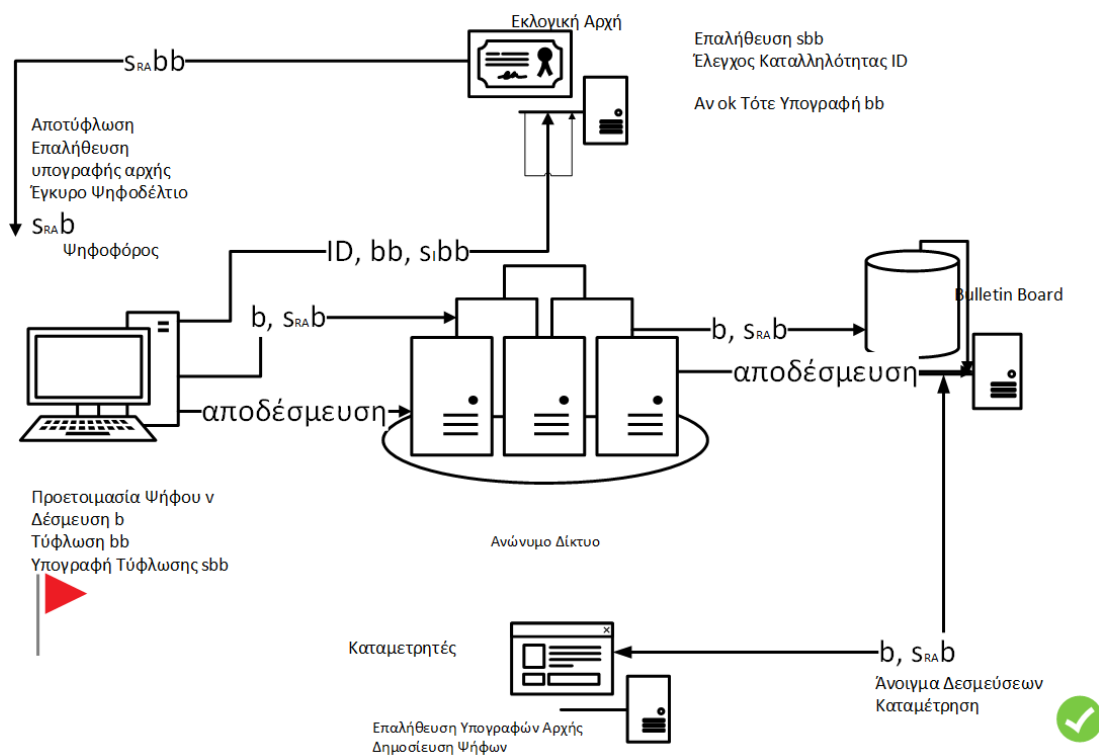 Εκλογική Αρχή
Επαλήθευση sbb
Έλεγχος Καταλληλότητας ID
Αν ok Τότε Υπογραφή bb
sRAbb
Αποτύφλωση
Επαλήθευση
υπογραφής αρχής
Έγκυρο Ψηφοδέλτιο
sRAb
Ψηφοφόρος
ID, bb, sIbb
b, sRAb
b, sRAb
Bulletin Board
αποδέσμευση
αποδέσμευση
Προετοιμασία Ψήφου v
Δέσμευση b
Τύφλωση bb
Υπογραφή Τύφλωσης sbb
Ανώνυμο Δίκτυο
Καταμετρητές
b, sRAb
Άνοιγμα Δεσμεύσεων
Καταμέτρηση
Επαλήθευση Υπογραφών Αρχής
Δημοσίευση Ψήφων